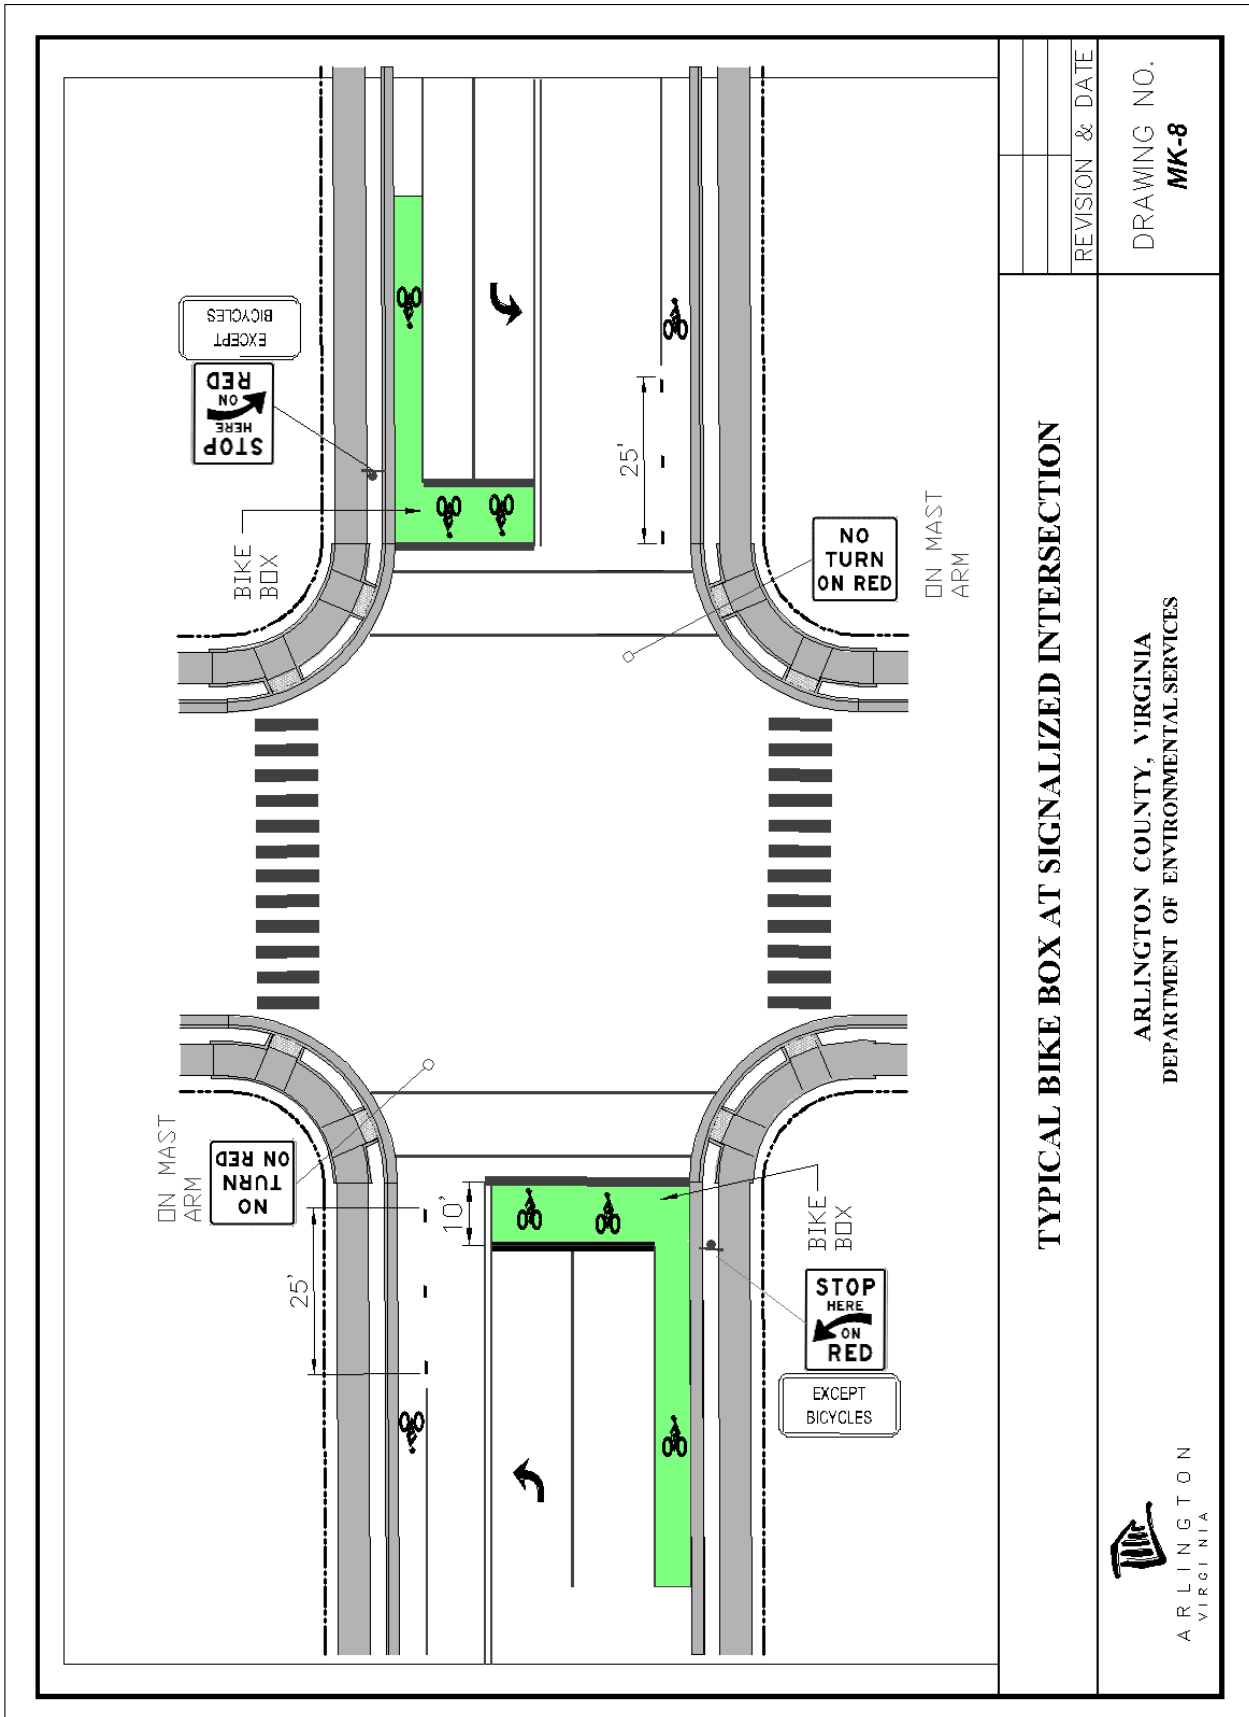 EXCEPT
BICYCLES
STOP
HERE
ON
RED
BIKE
BOX
25'
NO
TURN
ON RED
ON MAST
ARM
ON MAST
ARM
NO
TURN
ON RED
25'
10'
BIKE
BOX
STOP
HERE
ON
RED
EXCEPT
BICYCLES
TYPICAL BIKE BOX AT SIGNALIZED INTERSECTION
REVISION & DATE
ARLINGTON COUNTY, VIRGINIA
DEPARTMENT OF ENVIRONMENTAL SERVICES
DRAWING NO.
MK-8
ARLINGTON
VIRGINIA